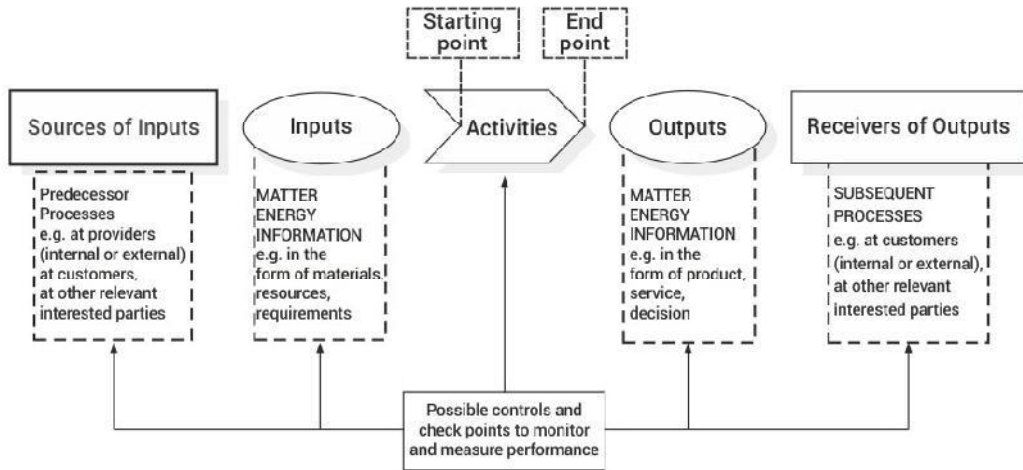 Starting
point
End
point
Sources of Inputs
Inputs
Activities
Outputs
Receivers of Outputs
Predecessor
Processes
e.g. at providers
(internal or external)
at customers,
at other relevant
interested parties
MATTER
ENERGY
INFORMATION
e.g. in the
form of materials
resources,
requirements
MATTER
ENERGY
INFORMATION
e.g. in the
form of product,
service,
decision
SUBSEQUENT
PROCESSES
e.g. at customers
(internal or external),
at other relevant
interested parties
Possible controls and
check points to monitor
and measure performance